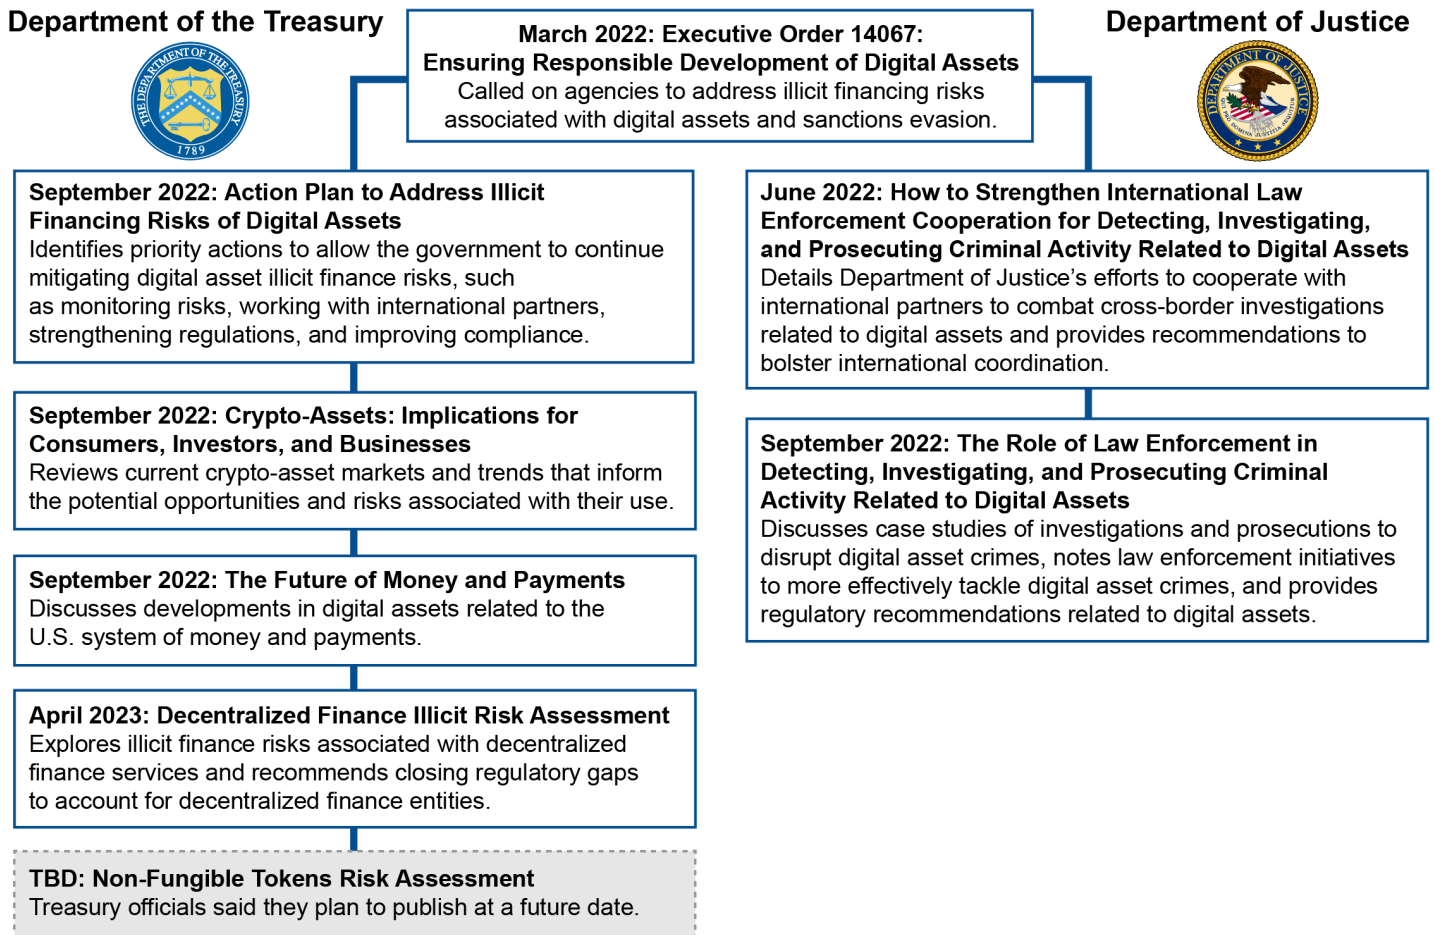 Department of the Treasury
THE DEPARTMENT OF THE TREASURY
1789
March 2022: Executive Order 14067:
Ensuring Responsible Development of Digital Assets
Called on agencies to address illicit financing risks
associated with digital assets and sanctions evasion.
Department of Justice
DEPARTMENT OF JUSTICE
QUI PRO DOMINA JUSTITIA SEQUITUR
September 2022: Action Plan to Address Illicit
Financing Risks of Digital Assets
Identifies priority actions to allow the government to continue
mitigating digital asset illicit finance risks, such
as monitoring risks, working with international partners,
strengthening regulations, and improving compliance.
September 2022: Crypto-Assets: Implications for
Consumers, Investors, and Businesses
Reviews current crypto-asset markets and trends that inform
the potential opportunities and risks associated with their use.
September 2022: The Future of Money and Payments
Discusses developments in digital assets related to the
U.S. system of money and payments.
April 2023: Decentralized Finance Illicit Risk Assessment
Explores illicit finance risks associated with decentralized
finance services and recommends closing regulatory gaps
to account for decentralized finance entities.
TBD: Non-Fungible Tokens Risk Assessment
Treasury officials said they plan to publish at a future date.
June 2022: How to Strengthen International Law
Enforcement Cooperation for Detecting, Investigating,
and Prosecuting Criminal Activity Related to Digital Assets
Details Department of Justice’s efforts to cooperate with
international partners to combat cross-border investigations
related to digital assets and provides recommendations to
bolster international coordination.
September 2022: The Role of Law Enforcement in
Detecting, Investigating, and Prosecuting Criminal
Activity Related to Digital Assets
Discusses case studies of investigations and prosecutions to
disrupt digital asset crimes, notes law enforcement initiatives
to more effectively tackle digital asset crimes, and provides
regulatory recommendations related to digital assets.